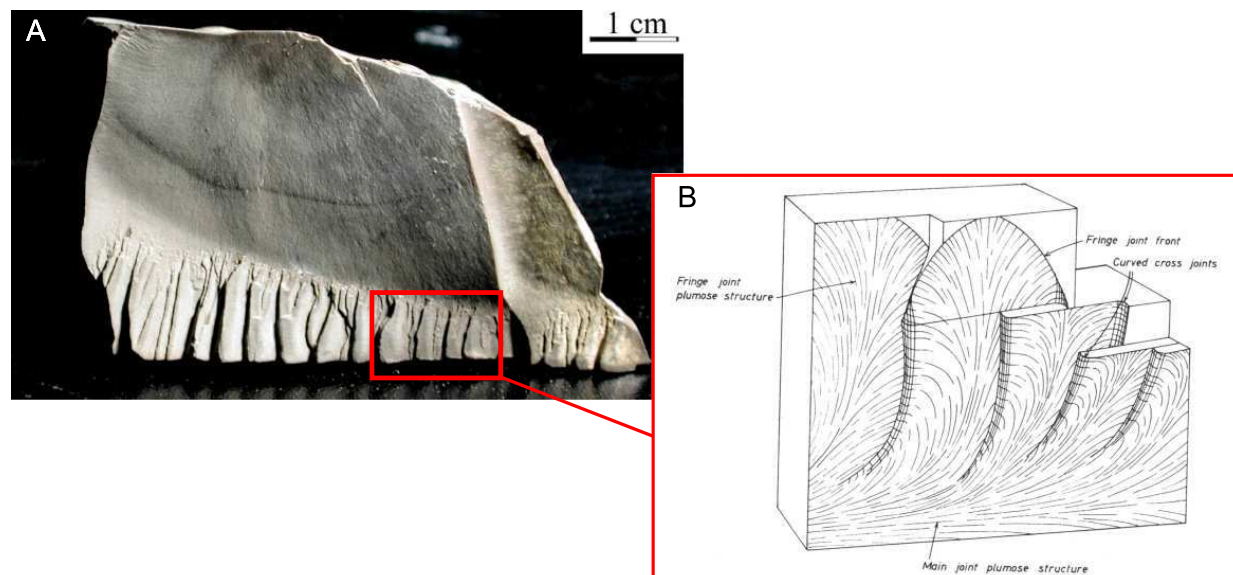 A
1 cm
B
Fringe joint front
Curved cross joints
Fringe joint
plumose structure
Main joint plumose structure